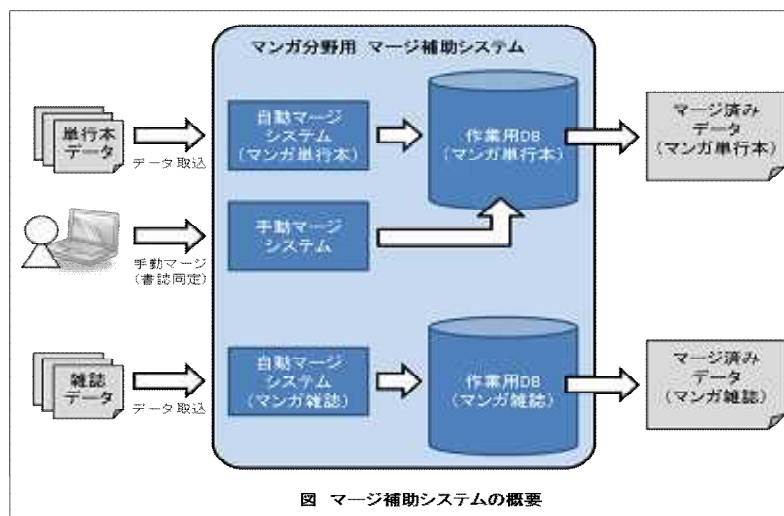 マンガ分野用 マージ補助システム
単行本
データ
データ取込
自動マージ
システム
(マンガ単行本)
作業用DB
(マンガ単行本)
マージ済み
データ
(マンガ単行本)
手動マージ
(書誌同定)
手動マージ
システム
雑誌
データ
データ取込
自動マージ
システム
(マンガ雑誌)
作業用DB
(マンガ雑誌)
マージ済み
データ
(マンガ雑誌)
図 マージ補助システムの概要